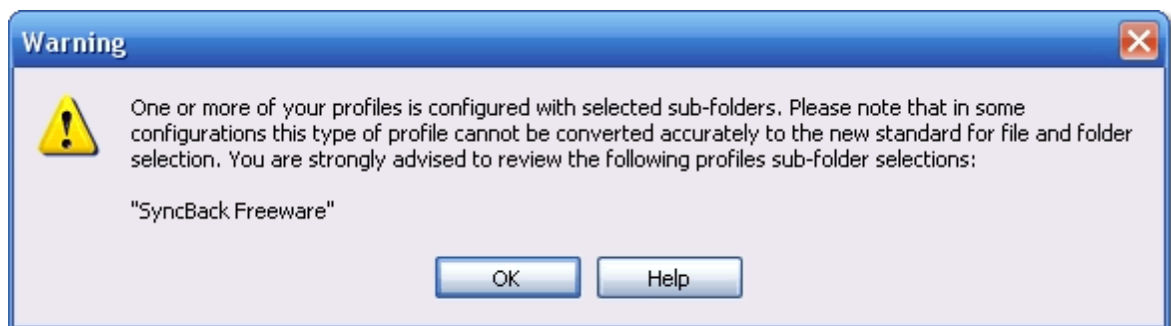 Warning
One or more of your profiles is configured with selected sub-folders. Please note that in some
configurations this type of profile cannot be converted accurately to the new standard for file and folder
selection. You are strongly advised to review the following profiles sub-folder selections:
"SyncBack Freeware"
OK
Help